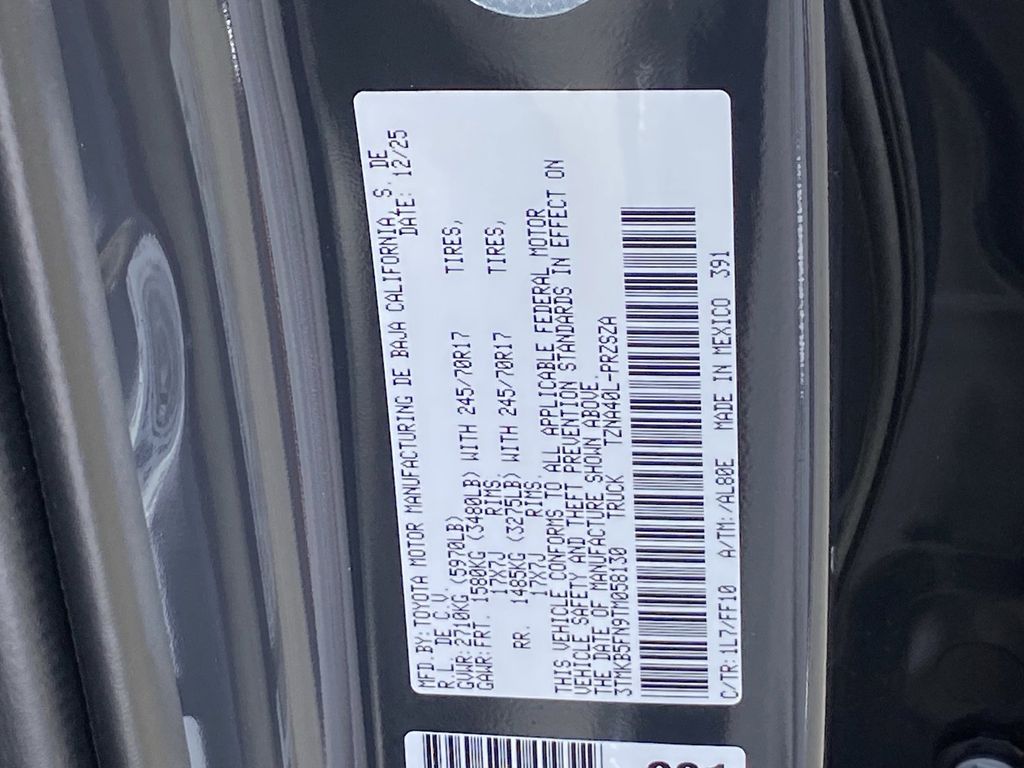 MFD.BY:TOYOTA MOTOR MANUFACTURING DE BAJA CALIFORNIA, S. DE
R.L. DE C.V. DATE: 12/25
GVWR:2710KG (5970LB)
GAWR:FRT. 1580KG (3480LB) WITH 245/70R17 TIRES,
17X7J RIMS
RR. 1485KG (3275LB) WITH 245/70R17 TIRES,
17X7J RIMS.
THIS VEHICLE CONFORMS TO ALL APPLICABLE FEDERAL MOTOR
VEHICLE SAFETY AND THEFT PREVENTION STANDARDS IN EFFECT ON
THE DATE OF MANUFACTURE SHOWN ABOVE.
3TMKB5FN9TM058130 TRUCK TZNA40L-PRZSZA
C/TR:1L7/FF10 A/TM:/AL80E MADE IN MEXICO 391